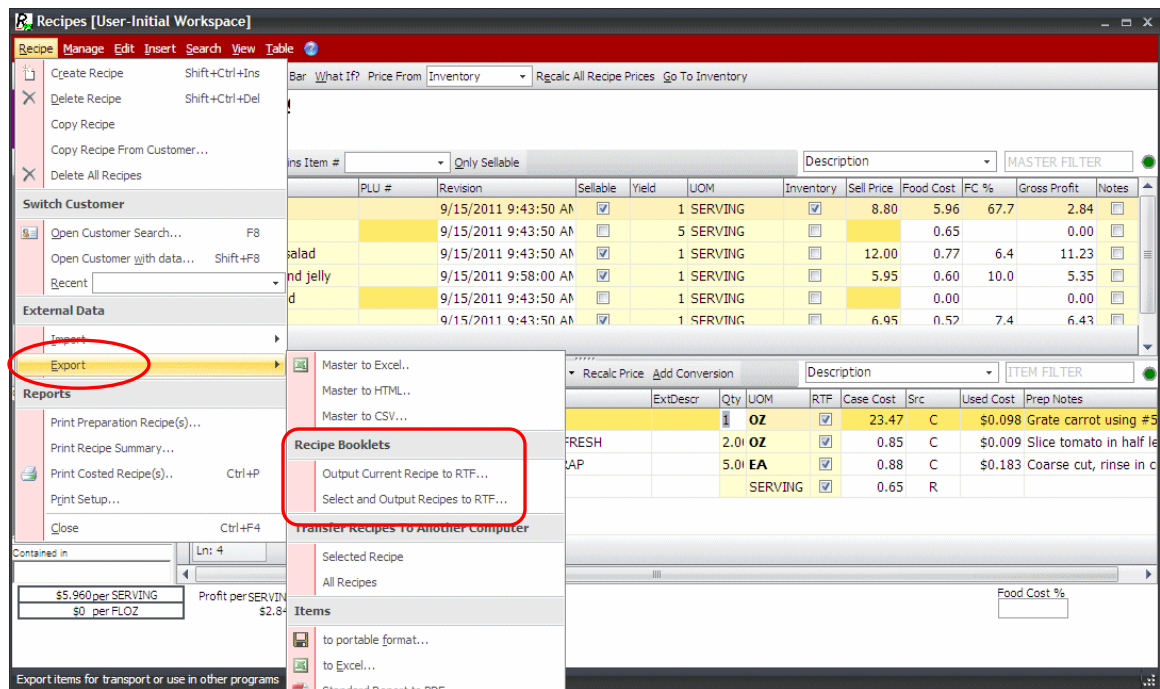 Recipes [User-Initial Workspace]
Recipe Manage Edit Insert Search View Table
Create Recipe Shift+Ctrl+Ins
Bar What If? Price From Inventory Recalc All Recipe Prices Go To Inventory
Delete Recipe Shift+Ctrl+Del
Copy Recipe
Copy Recipe From Customer...
ins Item # Only Sellable Description MASTER FILTER
Delete All Recipes
PLU # Revision Sellable Yield UOM Inventory Sell Price Food Cost FC % Gross Profit Notes
Switch Customer
9/15/2011 9:43:50 AM 1 SERVING 8.80 5.96 67.7 2.84
Open Customer Search... F8
9/15/2011 9:43:50 AM 5 SERVING 0.65 0.00
Open Customer with data... Shift+F8
salad 9/15/2011 9:43:50 AM 1 SERVING 12.00 0.77 6.4 11.23
Recent
nd jelly 9/15/2011 9:58:00 AM 1 SERVING 5.95 0.60 10.0 5.35
d 9/15/2011 9:43:50 AM 1 SERVING 0.00 0.00
External Data
9/15/2011 9:43:50 AM 1 SERVING 6.95 0.52 7.4 6.43
Import
Export
Master to Excel..
Recalc Price Add Conversion Description ITEM FILTER
Reports
Master to HTML..
ExtDescr Qty UOM RTF Case Cost Src Used Cost Prep Notes
Print Preparation Recipe(s)...
Master to CSV...
1 OZ 23.47 C $0.098 Grate carrot using #5
Print Recipe Summary...
Recipe Booklets
FRESH 2.0 OZ 0.85 C $0.009 Slice tomato in half le
Print Costed Recipe(s).. Ctrl+P
Output Current Recipe to RTF...
RAP 5.0 EA 0.88 C $0.183 Coarse cut, rinse in c
Print Setup...
Select and Output Recipes to RTF...
SERVING 0.65 R
Close Ctrl+F4
Transfer Recipes To Another Computer
Contained in Ln: 4
Selected Recipe
All Recipes
$5.960 per SERVING Profit per SERVIN
Food Cost %
$0 per FLOZ $2.84
Items
to portable format...
to Excel...
Export items for transport or use in other programs
Standard Report to PDF